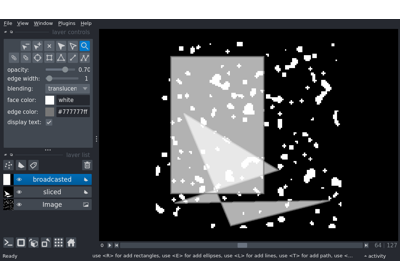 File View Window Plugins Help
layer controls
opacity: 0.70
edge width: 1
blending: translucen
face color: white
edge color: #777777ff
display text:
layer list
broadcasted
sliced
Image
0 64 127
Ready use <R> for add rectangles, use <E> for add ellipses, use <L> for add lines, use <T> for add path, use <... activity